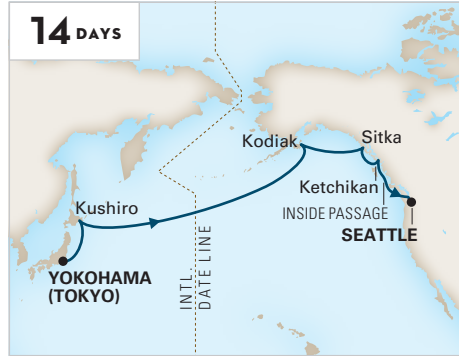 14 DAYS
Kodiak
Sitka
Ketchikan
INSIDE PASSAGE
SEATTLE
Kushiro
YOKOHAMA
(TOKYO)
INTL.
DATE LINE